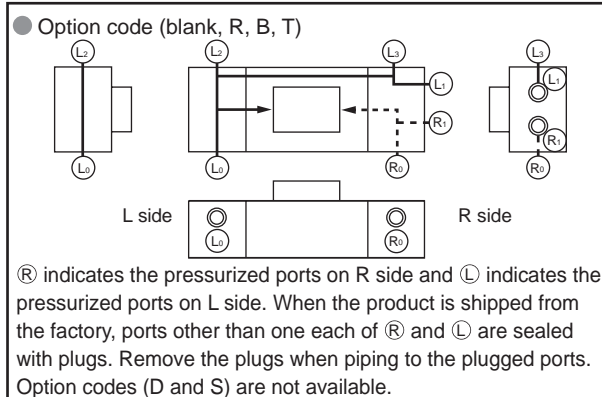 Option code (blank, R, B, T)
L2 L2 L3 L3
L1 L1
R1 R1
L0 L0 R0 R0
L side R side
L0 R0
Ⓡ indicates the pressurized ports on R side and Ⓛ indicates the
pressurized ports on L side. When the product is shipped from
the factory, ports other than one each of Ⓡ and Ⓛ are sealed
with plugs. Remove the plugs when piping to the plugged ports.
Option codes (D and S) are not available.